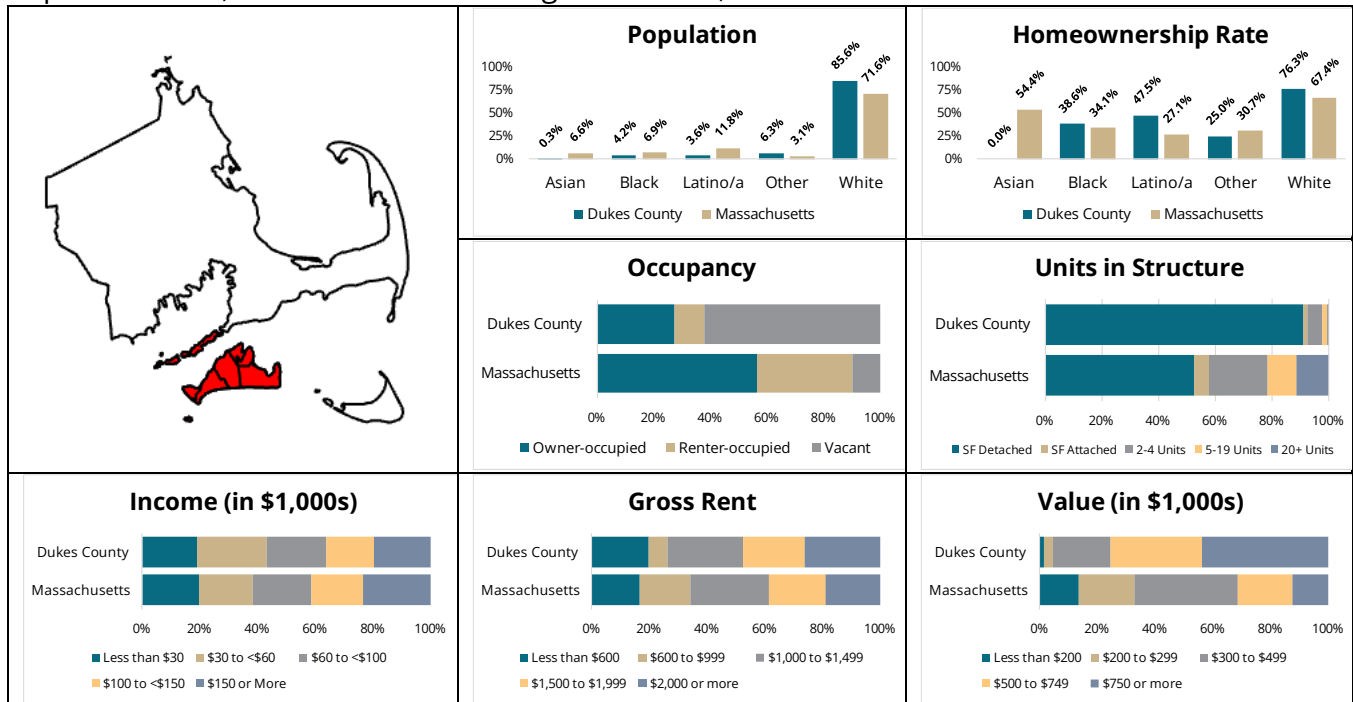 Population
100%
75%
50%
25%
0%
0.3%
6.6%
4.2%
6.9%
3.6%
11.8%
6.3%
3.1%
85.6%
71.6%
Asian Black Latino/a Other White
Dukes County Massachusetts
Homeownership Rate
100%
75%
50%
25%
0%
0.0%
54.4%
38.6%
34.1%
47.5%
27.1%
25.0%
30.7%
76.3%
67.4%
Asian Black Latino/a Other White
Dukes County Massachusetts
Occupancy
Dukes County
Massachusetts
0% 20% 40% 60% 80% 100%
Owner-occupied Renter-occupied Vacant
Units in Structure
Dukes County
Massachusetts
0% 20% 40% 60% 80% 100%
SF Detached SF Attached 2-4 Units 5-19 Units 20+ Units
Income (in $1,000s)
Dukes County
Massachusetts
0% 20% 40% 60% 80% 100%
Less than $30 $30 to <$60 $60 to <$100
$100 to <$150 $150 or More
Gross Rent
Dukes County
Massachusetts
0% 20% 40% 60% 80% 100%
Less than $600 $600 to $999 $1,000 to $1,499
$1,500 to $1,999 $2,000 or more
Value (in $1,000s)
Dukes County
Massachusetts
0% 20% 40% 60% 80% 100%
Less than $200 $200 to $299 $300 to $499
$500 to $749 $750 or more